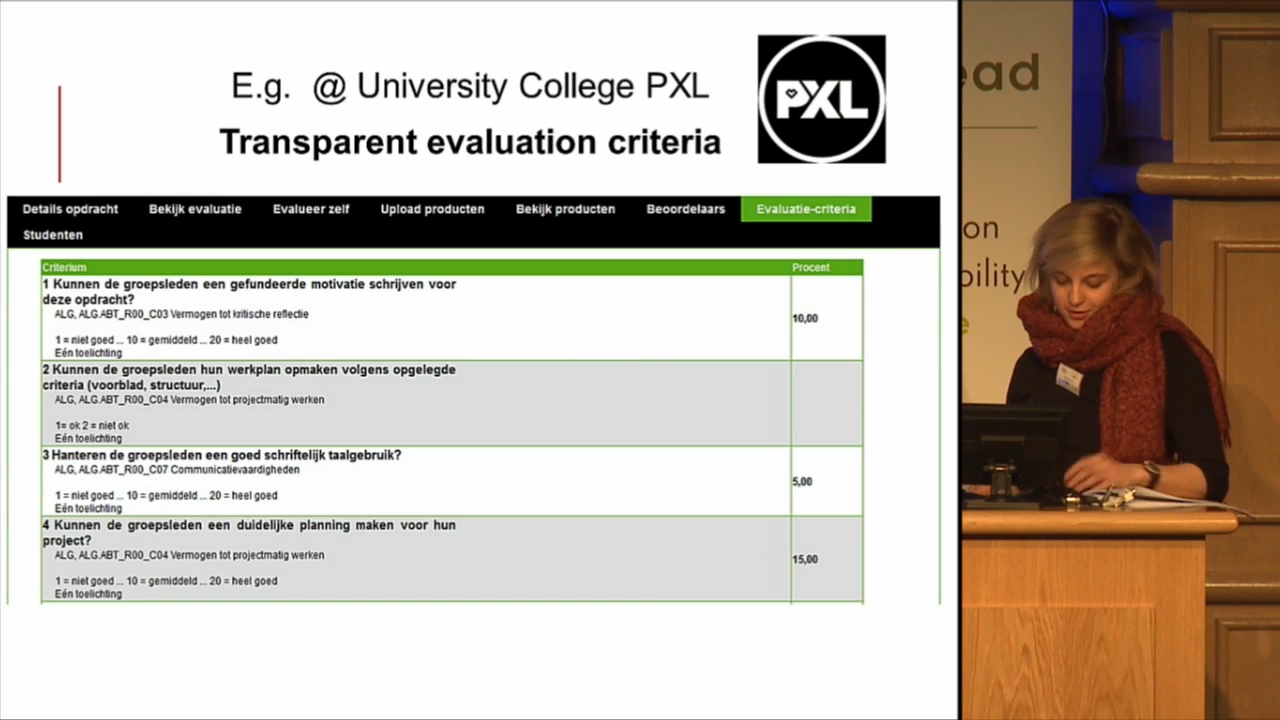 E.g. @ University College PXL
PXL
Transparent evaluation criteria
Details opdracht Bekijk evaluatie Evalueer zelf Upload producten Bekijk producten Beoordelaars Evaluatie-criteria
Studenten
Criterium Procent
1 Kunnen de groepsleden een gefundeerde motivatie schrijven voor
deze opdracht?
ALG, ALG.ABT_R00_C03 Vermogen tot kritische reflectie
10,00
1 = niet goed ... 10 = gemiddeld ... 20 = heel goed
Eén toelichting
2 Kunnen de groepsleden hun werkplan opmaken volgens opgelegde
criteria (voorblad, structuur,...)
ALG, ALG.ABT_R00_C04 Vermogen tot projectmatig werken
1= ok 2 = niet ok
Eén toelichting
3 Hanteren de groepsleden een goed schriftelijk taalgebruik?
ALG, ALG.ABT_R00_C07 Communicatievaardigheden
5,00
1 = niet goed ... 10 = gemiddeld ... 20 = heel goed
Eén toelichting
4 Kunnen de groepsleden een duidelijke planning maken voor hun
project?
ALG, ALG.ABT_R00_C04 Vermogen tot projectmatig werken
15,00
1 = niet goed ... 10 = gemiddeld ... 20 = heel goed
Eén toelichting
ead
on
bility